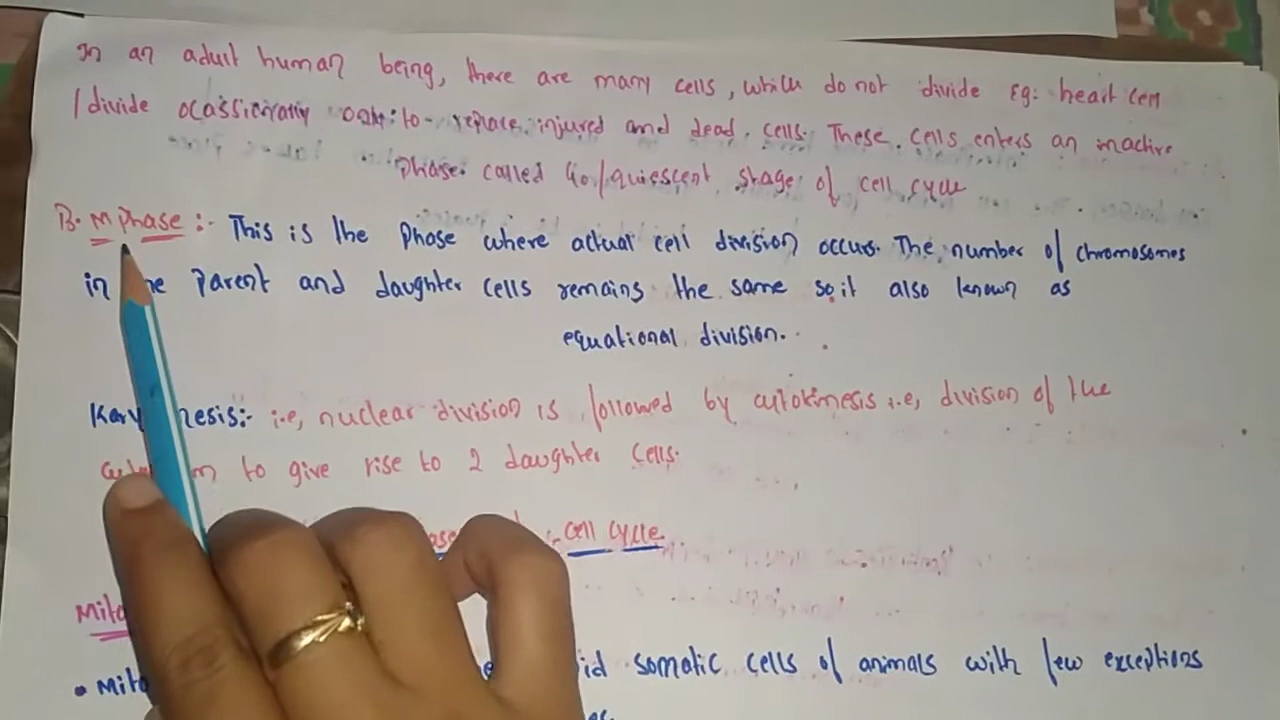 In an adult human being, there are many cells, which do not divide Eg: heart cell
/divide ocassionally only to replace injured and dead cells. These cells enters an inactive
phase called G0/quiescent stage of cell cycle
B. M phase :- This is the phase where actual cell division occurs. The number of chromosomes
in parent and daughter cells remains the same so it also known as
equational division.
nuclear division is followed by cytokinesis i.e, division of the
to give rise to 2 daughter cells.
cell cycle
somatic cells of animals with few exceptions